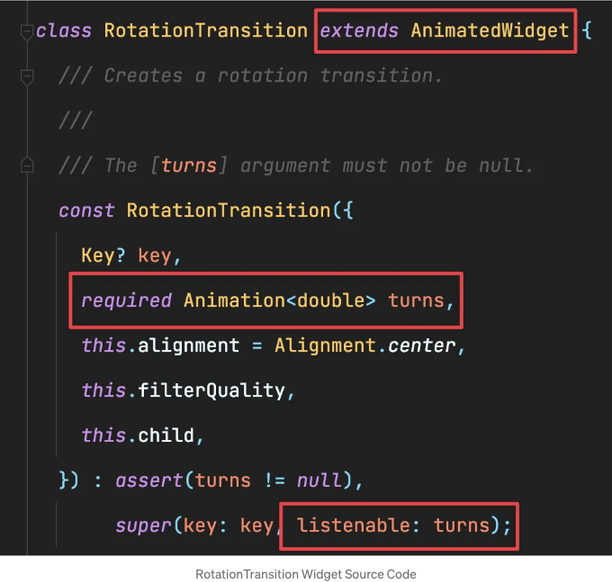 class RotationTransition extends AnimatedWidget {
/// Creates a rotation transition.
///
/// The [turns] argument must not be null.
const RotationTransition({
Key? key,
required Animation<double> turns,
this.alignment = Alignment.center,
this.filterQuality,
this.child,
}) : assert(turns != null),
super(key: key, listenable: turns);
RotationTransition Widget Source Code